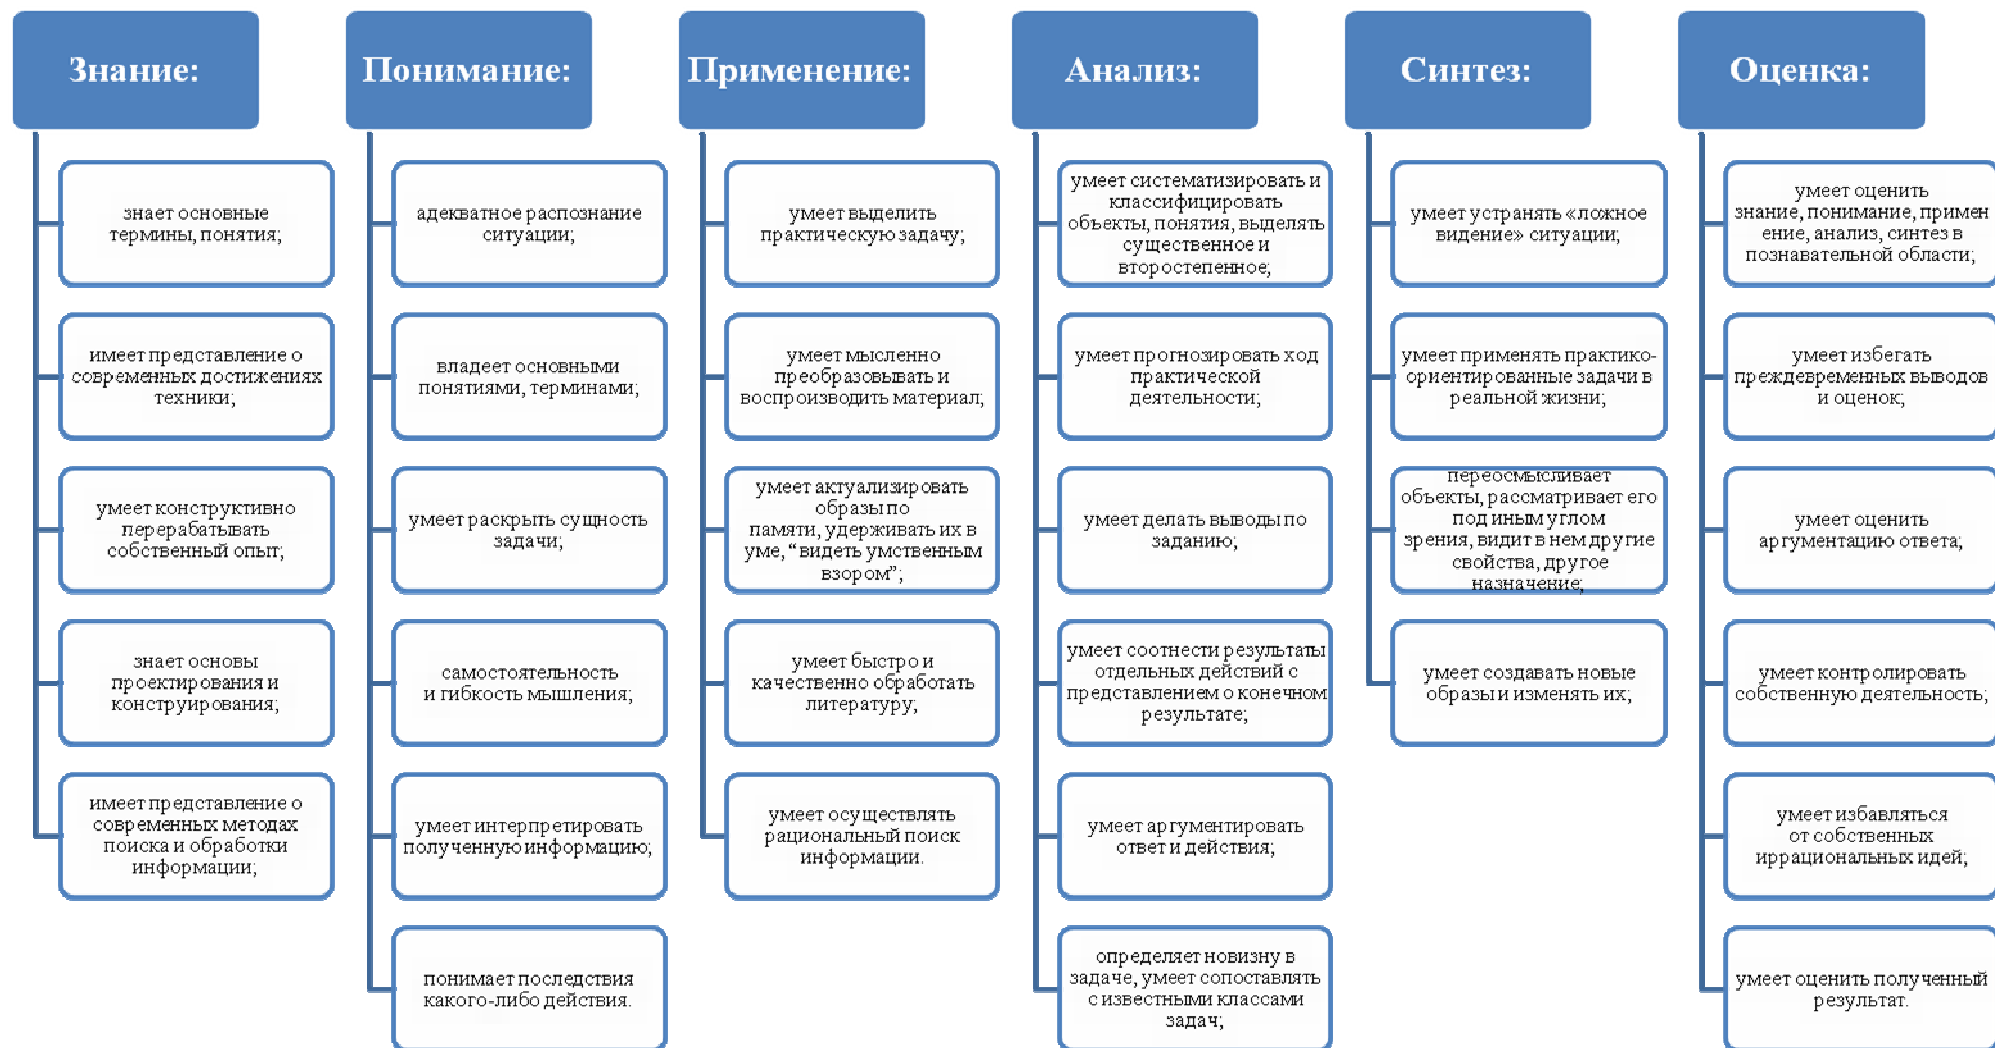 Знание:
знает основные
термины, понятия;
имеет представление о
современных достижениях
техники;
умеет конструктивно
перерабатывать
собственный опыт;
знает основы
проектирования и
конструирования;
имеет представление о
современных методах
поиска и обработки
информации;
Понимание:
адекватное распознание
ситуации;
владеет основными
понятиями, терминами;
умеет раскрыть сущность
задачи;
самостоятельность
и гибкость мышления;
умеет интерпретировать
полученную информацию;
понимает последствия
какого-либо действия.
Применение:
умеет выделить
практическую задачу;
умеет мысленно
преобразовывать и
воспроизводить материал;
умеет актуализировать
образы по
памяти, удерживать их в
уме, “видеть умственным
взором”;
умеет быстро и
качественно обработать
литературу;
умеет осуществлять
рациональный поиск
информации.
Анализ:
умеет систематизировать и
классифицировать
объекты, понятия, выделять
существенное и
второстепенное;
умеет прогнозировать ход
практической
деятельности;
умеет делать выводы по
заданию;
умеет соотнести результаты
отдельных действий с
представлением о конечном
результате;
умеет аргументировать
ответ и действия;
определяет новизну в
задаче, умеет сопоставлять
с известными классами
задач;
Синтез:
умеет устранять «ложное
видение» ситуации;
умеет применять практико-
ориентированные задачи в
реальной жизни;
переосмысливает
объекты, рассматривает его
под иным углом
зрения, видит в нем другие
свойства, другое
назначение;
умеет создавать новые
образы и изменять их;
Оценка:
умеет оценить
знание, понимание, примен
ение, анализ, синтез в
познавательной области;
умеет избегать
преждевременных выводов
и оценок;
умеет оценить
аргументацию ответа;
умеет контролировать
собственную деятельность;
умеет избавляться
от собственных
иррациональных идей;
умеет оценить полученный
результат.